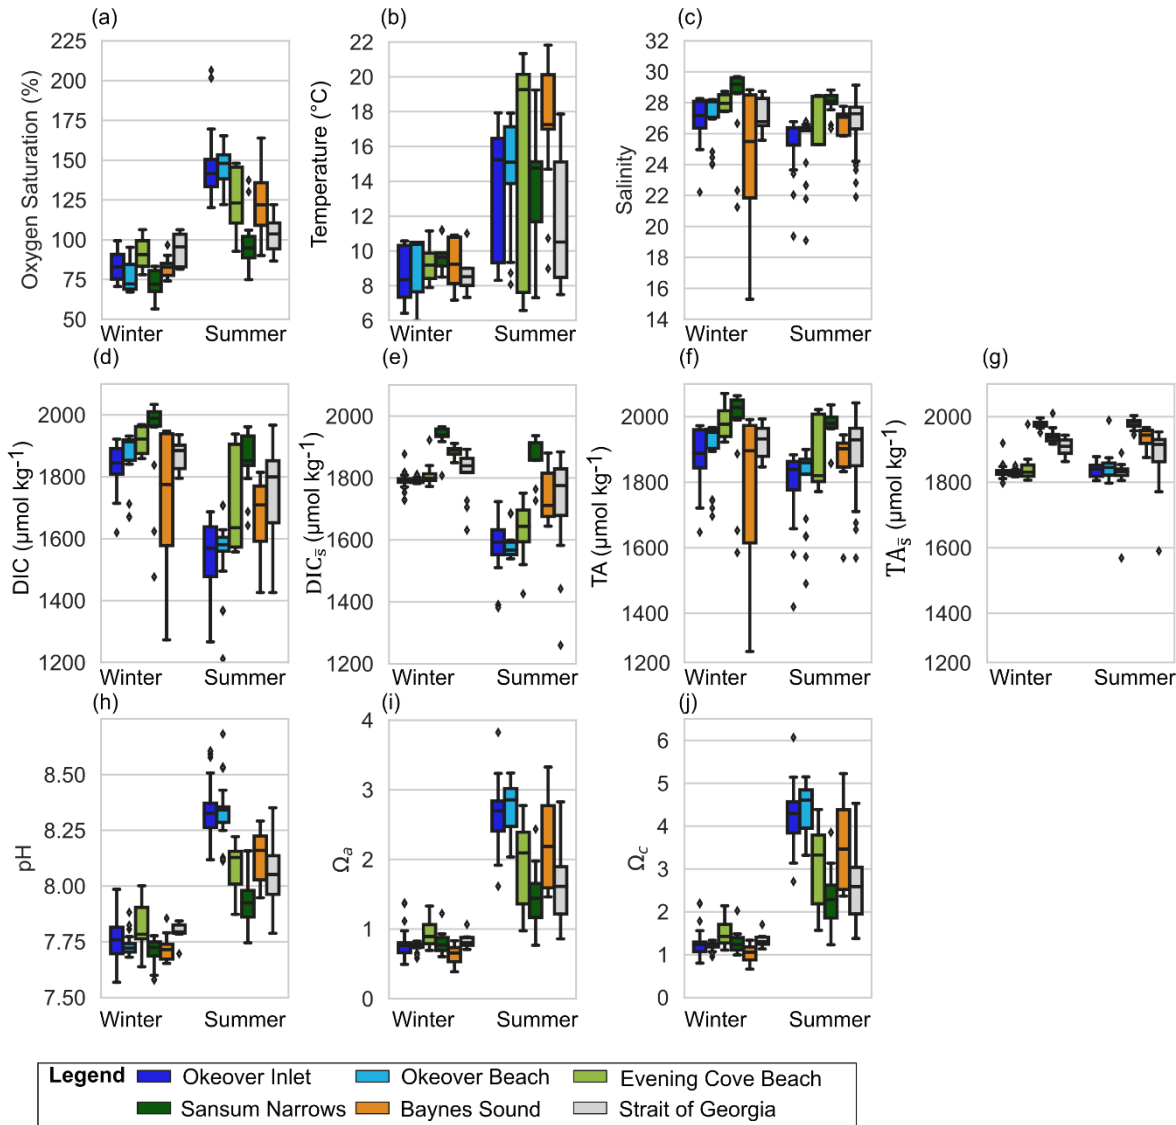 (a) (b) (c)
Oxygen Saturation (%)
225
200
175
150
125
100
75
50
Winter Summer
Temperature (°C)
22
20
18
16
14
12
10
8
6
Winter Summer
Salinity
32
30
28
26
24
22
20
18
16
14
Winter Summer
(d) (e) (f) (g)
DIC (μmol kg⁻¹)
2000
1800
1600
1400
1200
Winter Summer
DIC_s̅ (μmol kg⁻¹)
2000
1800
1600
1400
1200
Winter Summer
TA (μmol kg⁻¹)
2000
1800
1600
1400
1200
Winter Summer
TA_s̅ (μmol kg⁻¹)
2000
1800
1600
1400
1200
Winter Summer
(h) (i) (j)
pH
8.50
8.25
8.00
7.75
7.50
Winter Summer
Ω_a
4
3
2
1
0
Winter Summer
Ω_c
6
5
4
3
2
1
0
Winter Summer
Legend Okeover Inlet Okeover Beach Evening Cove Beach
Sansum Narrows Baynes Sound Strait of Georgia